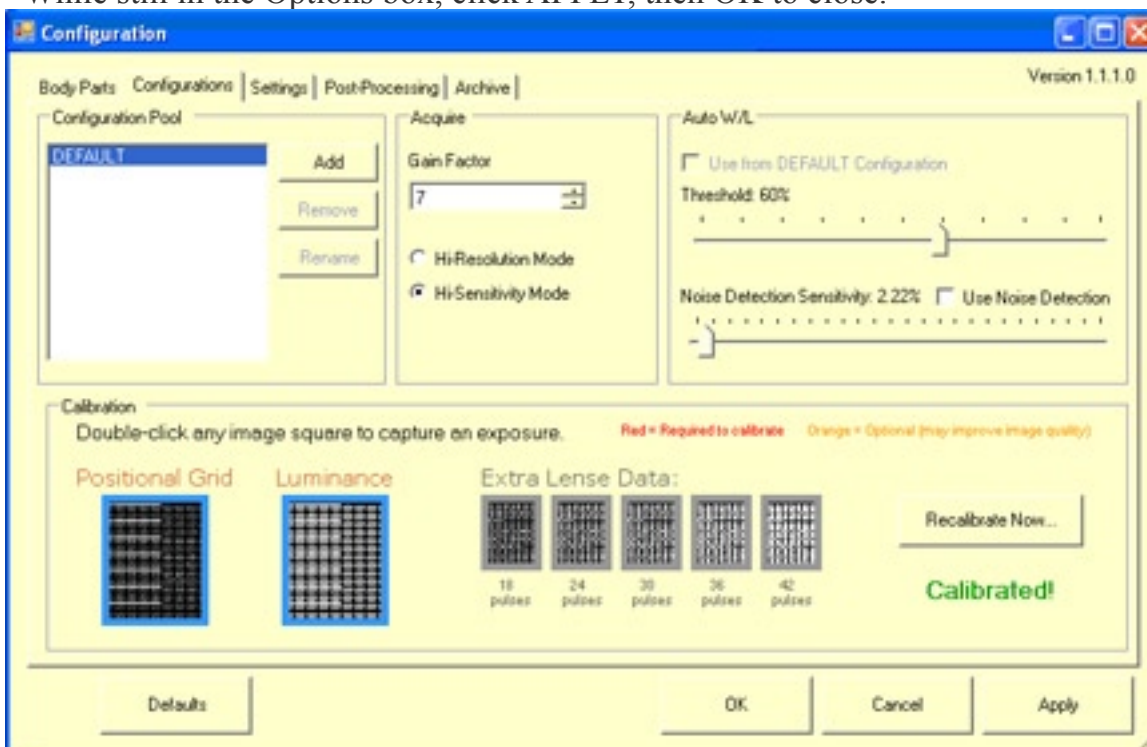 While still in the Options box, click APPLY, then OK to close.
Configuration
Version 1.1.1.0
Body Parts Configurations Settings Post-Processing Archive
Configuration Pool
DEFAULT
Add
Remove
Rename
Acquire
Gain Factor
7
Hi-Resolution Mode
Hi-Sensitivity Mode
Auto W/L
Use from DEFAULT Configuration
Threshold: 60%
Noise Detection Sensitivity: 2.22% Use Noise Detection
Calibration
Double-click any image square to capture an exposure.
Red = Required to calibrate Orange = Optional (may improve image quality)
Positional Grid Luminance Extra Lense Data:
18 pulses
24 pulses
30 pulses
36 pulses
42 pulses
Recalibrate Now...
Calibrated!
Defaults OK Cancel Apply